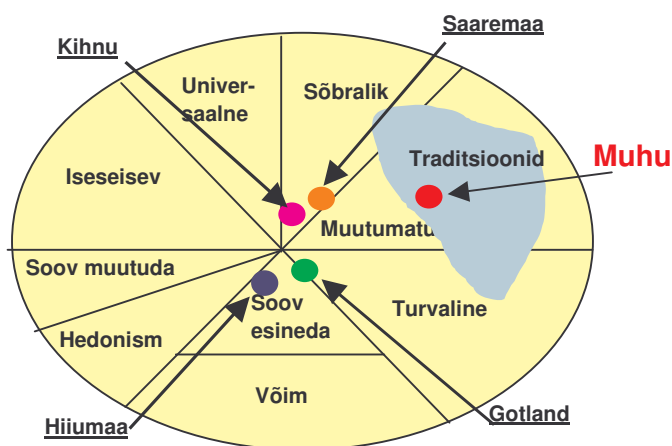 Saaremaa
Kihnu
Univer-
saalne
Sõbralik
Traditsioonid
Muhu
Iseseisev
Muutumatu
Soov muutuda
Soov
esineda
Turvaline
Hedonism
Võim
Hiiumaa
Gotland